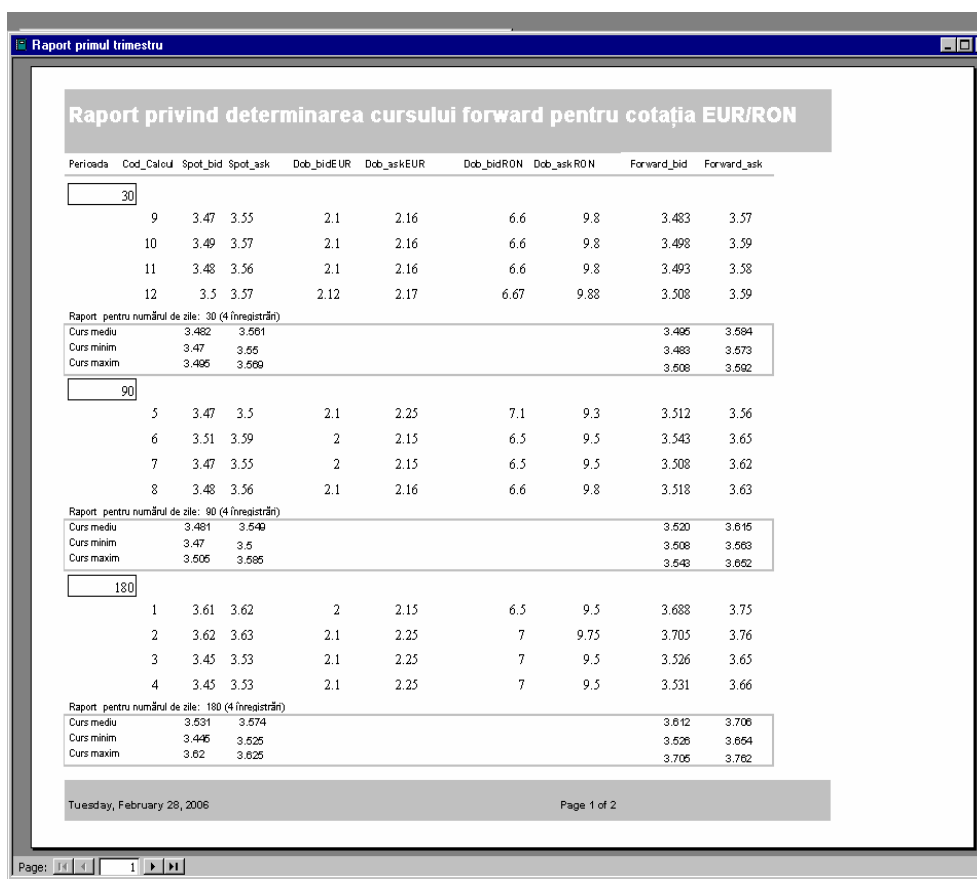 Raport primul trimestru
Raport privind determinarea cursului forward pentru cotația EUR/RON
Perioada Cod_Calcul Spot_bid Spot_ask Dob_bidEUR Dob_askEUR Dob_bidRON Dob_askRON Forward_bid Forward_ask
30
9 3.47 3.55 2.1 2.16 6.6 9.8 3.483 3.57
10 3.49 3.57 2.1 2.16 6.6 9.8 3.498 3.59
11 3.48 3.56 2.1 2.16 6.6 9.8 3.493 3.58
12 3.5 3.57 2.12 2.17 6.67 9.88 3.508 3.59
Raport pentru numărul de zile: 30 (4 înregistrări)
Curs mediu 3.482 3.561 3.495 3.584
Curs minim 3.47 3.55 3.483 3.573
Curs maxim 3.495 3.569 3.508 3.592
90
5 3.47 3.5 2.1 2.25 7.1 9.3 3.512 3.56
6 3.51 3.59 2 2.15 6.5 9.5 3.543 3.65
7 3.47 3.55 2 2.15 6.5 9.5 3.508 3.62
8 3.48 3.56 2.1 2.16 6.6 9.8 3.518 3.63
Raport pentru numărul de zile: 90 (4 înregistrări)
Curs mediu 3.481 3.549 3.520 3.615
Curs minim 3.47 3.5 3.508 3.563
Curs maxim 3.505 3.585 3.543 3.652
180
1 3.61 3.62 2 2.15 6.5 9.5 3.688 3.75
2 3.62 3.63 2.1 2.25 7 9.75 3.705 3.76
3 3.45 3.53 2.1 2.25 7 9.5 3.526 3.65
4 3.45 3.53 2.1 2.25 7 9.5 3.531 3.66
Raport pentru numărul de zile: 180 (4 înregistrări)
Curs mediu 3.531 3.574 3.612 3.706
Curs minim 3.445 3.525 3.526 3.654
Curs maxim 3.62 3.625 3.705 3.762
Tuesday, February 28, 2006 Page 1 of 2
Page: 1